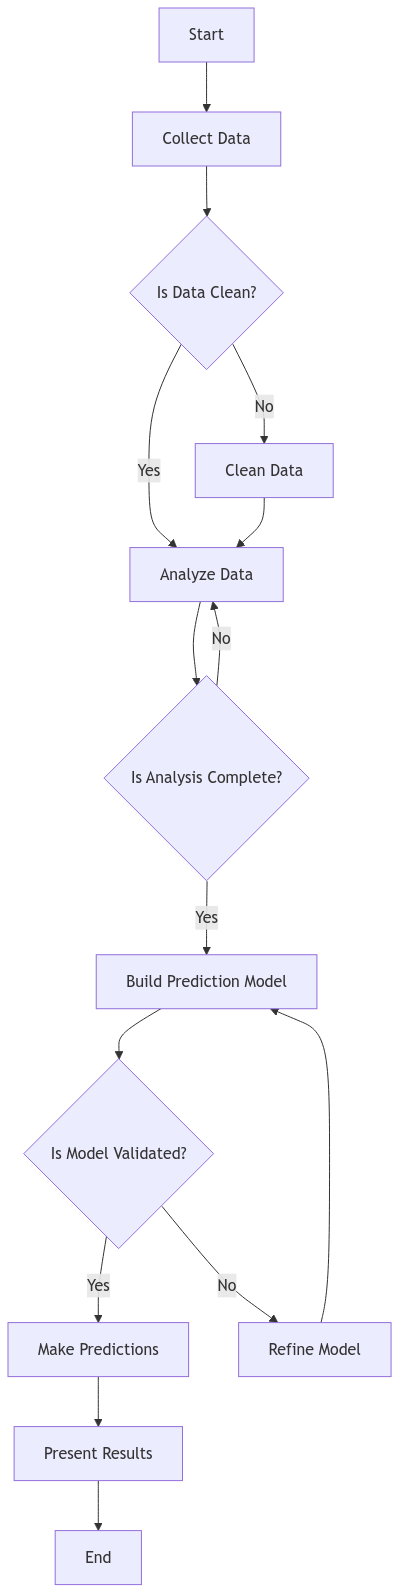 Start
Collect Data
Is Data Clean?
No
Yes
Clean Data
Analyze Data
No
Is Analysis Complete?
Yes
Build Prediction Model
Is Model Validated?
Yes
No
Make Predictions
Refine Model
Present Results
End